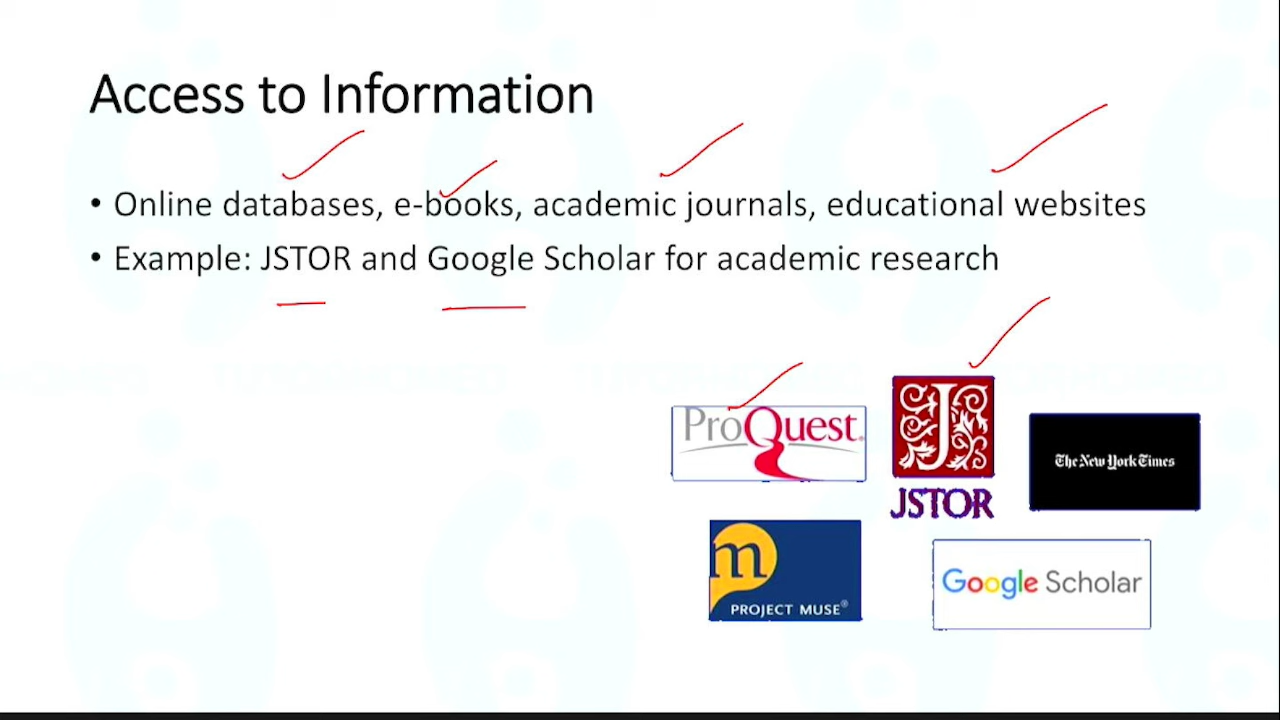 Access to Information
• Online databases, e-books, academic journals, educational websites
• Example: JSTOR and Google Scholar for academic research
ProQuest
JSTOR
The New York Times
PROJECT MUSE®
Google Scholar